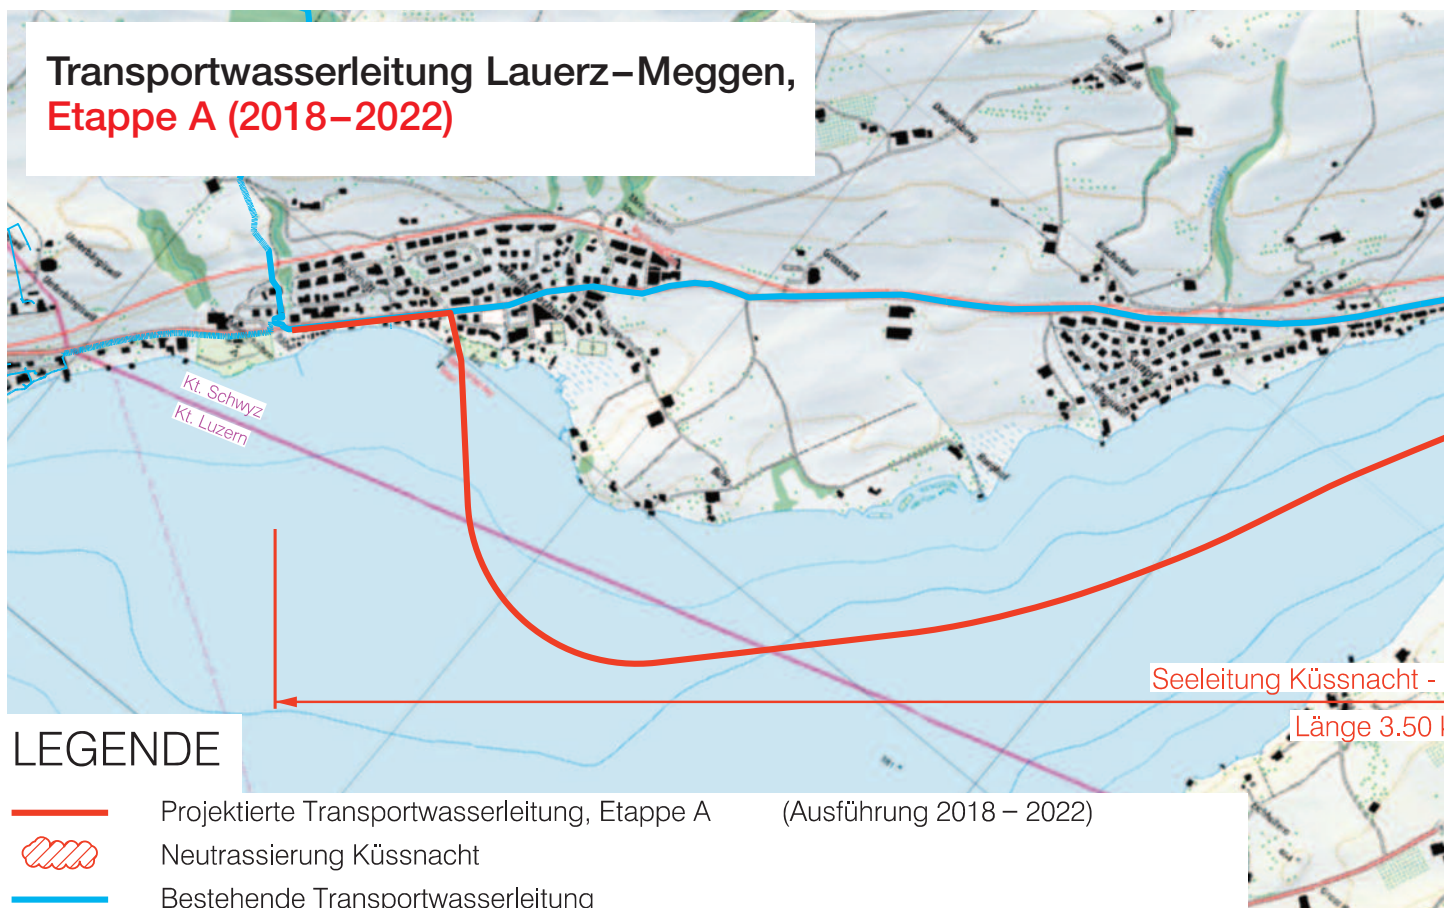 Transportwasserleitung Lauerz–Meggen,
Etappe A (2018–2022)
Kt. Schwyz
Kt. Luzern
Seeleitung Küssnacht -
Länge 3.50 k
LEGENDE
Projektierte Transportwasserleitung, Etappe A (Ausführung 2018 – 2022)
Neutrassierung Küssnacht
Bestehende Transportwasserleitung